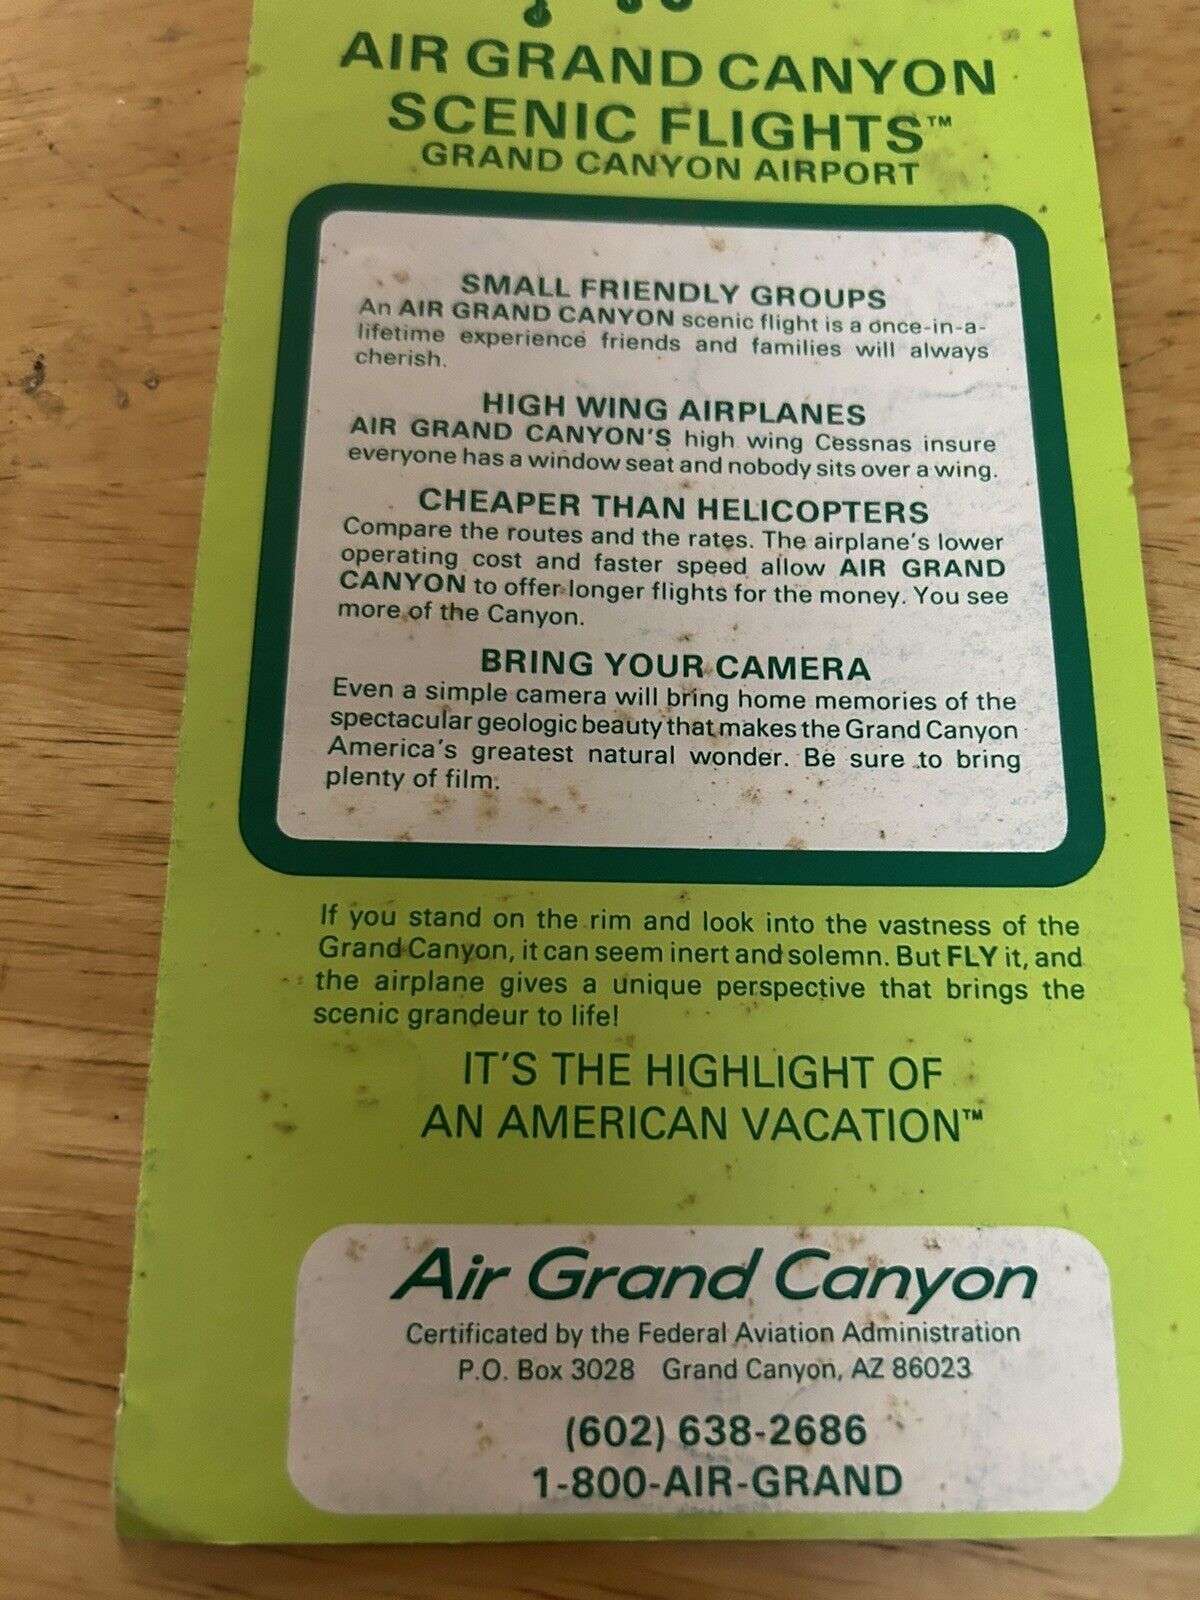 AIR GRAND CANYON
SCENIC FLIGHTS™
GRAND CANYON AIRPORT
SMALL FRIENDLY GROUPS
An AIR GRAND CANYON scenic flight is a once-in-a-
lifetime experience friends and families will always
cherish.
HIGH WING AIRPLANES
AIR GRAND CANYON'S high wing Cessnas insure
everyone has a window seat and nobody sits over a wing.
CHEAPER THAN HELICOPTERS
Compare the routes and the rates. The airplane's lower
operating cost and faster speed allow AIR GRAND
CANYON to offer longer flights for the money. You see
more of the Canyon.
BRING YOUR CAMERA
Even a simple camera will bring home memories of the
spectacular geologic beauty that makes the Grand Canyon
America's greatest natural wonder. Be sure to bring
plenty of film.
If you stand on the rim and look into the vastness of the
Grand Canyon, it can seem inert and solemn. But FLY it, and
the airplane gives a unique perspective that brings the
scenic grandeur to life!
IT'S THE HIGHLIGHT OF
AN AMERICAN VACATION™
Air Grand Canyon
Certificated by the Federal Aviation Administration
P.O. Box 3028 Grand Canyon, AZ 86023
(602) 638-2686
1-800-AIR-GRAND